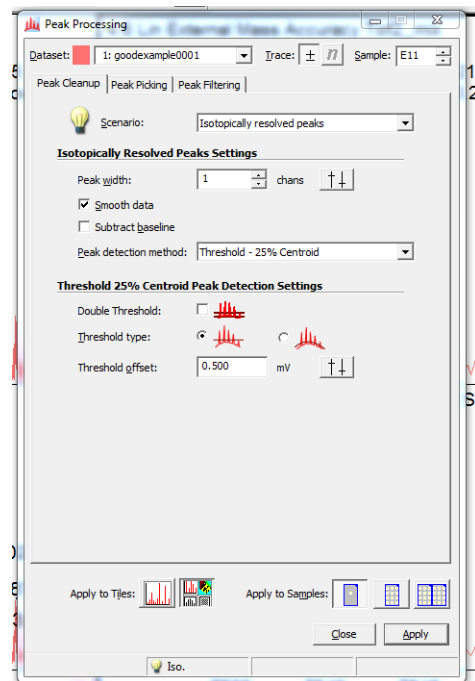 Peak Processing
Dataset: 1: goodexample0001 Trace: ± n Sample: E11
Peak Cleanup Peak Picking Peak Filtering
Scenario: Isotopically resolved peaks
Isotopically Resolved Peaks Settings
Peak width: 1 chans
Smooth data
Subtract baseline
Peak detection method: Threshold - 25% Centroid
Threshold 25% Centroid Peak Detection Settings
Double Threshold:
Threshold type:
Threshold offset: 0.500 mV
Apply to Tiles: Apply to Samples:
Close Apply
Iso.